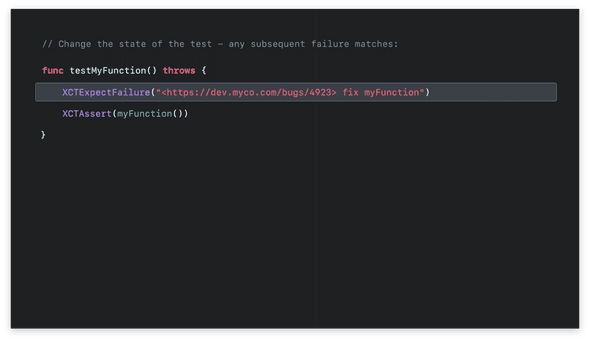 // Change the state of the test — any subsequent failure matches:
func testMyFunction() throws {
XCTExpectFailure("<https://dev.myco.com/bugs/4923> fix myFunction")
XCTAssert(myFunction())
}